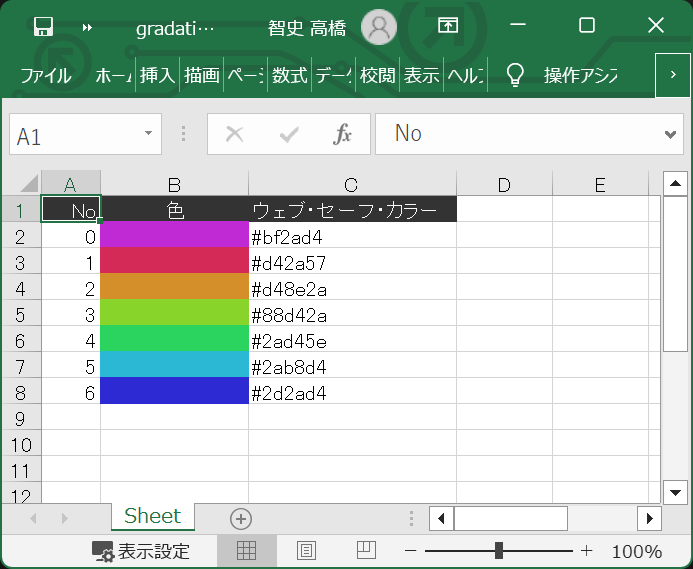 gradati… 智史 高橋
ファイル ホーム 挿入 描画 ページ 数式 データ 校閲 表示 ヘルプ 操作アシス
A1 fx No
A B C D E
1 No 色 ウェブ・セーフ・カラー
2 0 #bf2ad4
3 1 #d42a57
4 2 #d48e2a
5 3 #88d42a
6 4 #2ad45e
7 5 #2ab8d4
8 6 #2d2ad4
9
10
11
12
Sheet
表示設定 100%